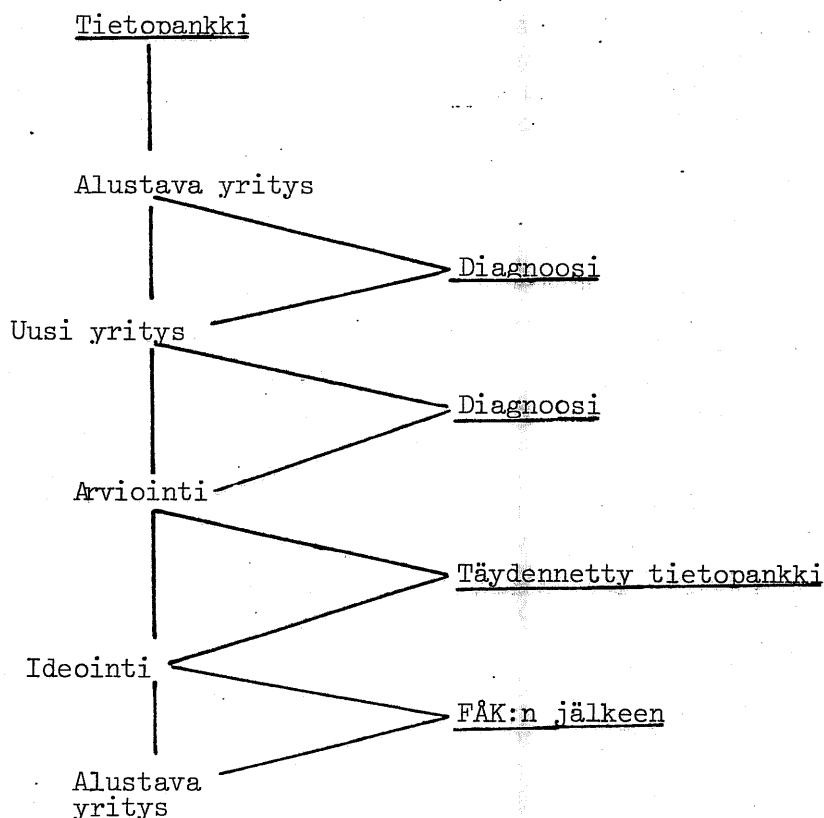 Tietopankki
Alustava yritys
Diagnoosi
Uusi yritys
Diagnoosi
Arviointi
Täydennetty tietopankki
Ideointi
FÅK:n jälkeen
Alustava
yritys